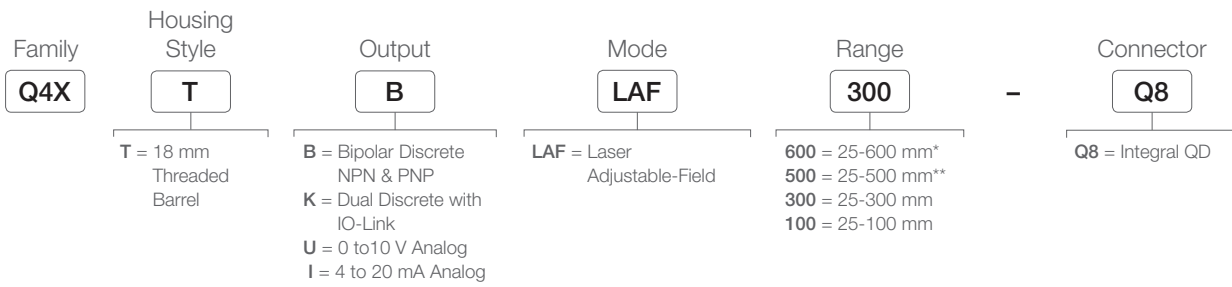 Family
Housing
Style
Output
Mode
Range
Connector
Q4X
T
B
LAF
300
–
Q8
T = 18 mm
Threaded
Barrel
B = Bipolar Discrete
NPN & PNP
K = Dual Discrete with
IO-Link
U = 0 to10 V Analog
I = 4 to 20 mA Analog
LAF = Laser
Adjustable-Field
600 = 25-600 mm*
500 = 25-500 mm**
300 = 25-300 mm
100 = 25-100 mm
Q8 = Integral QD